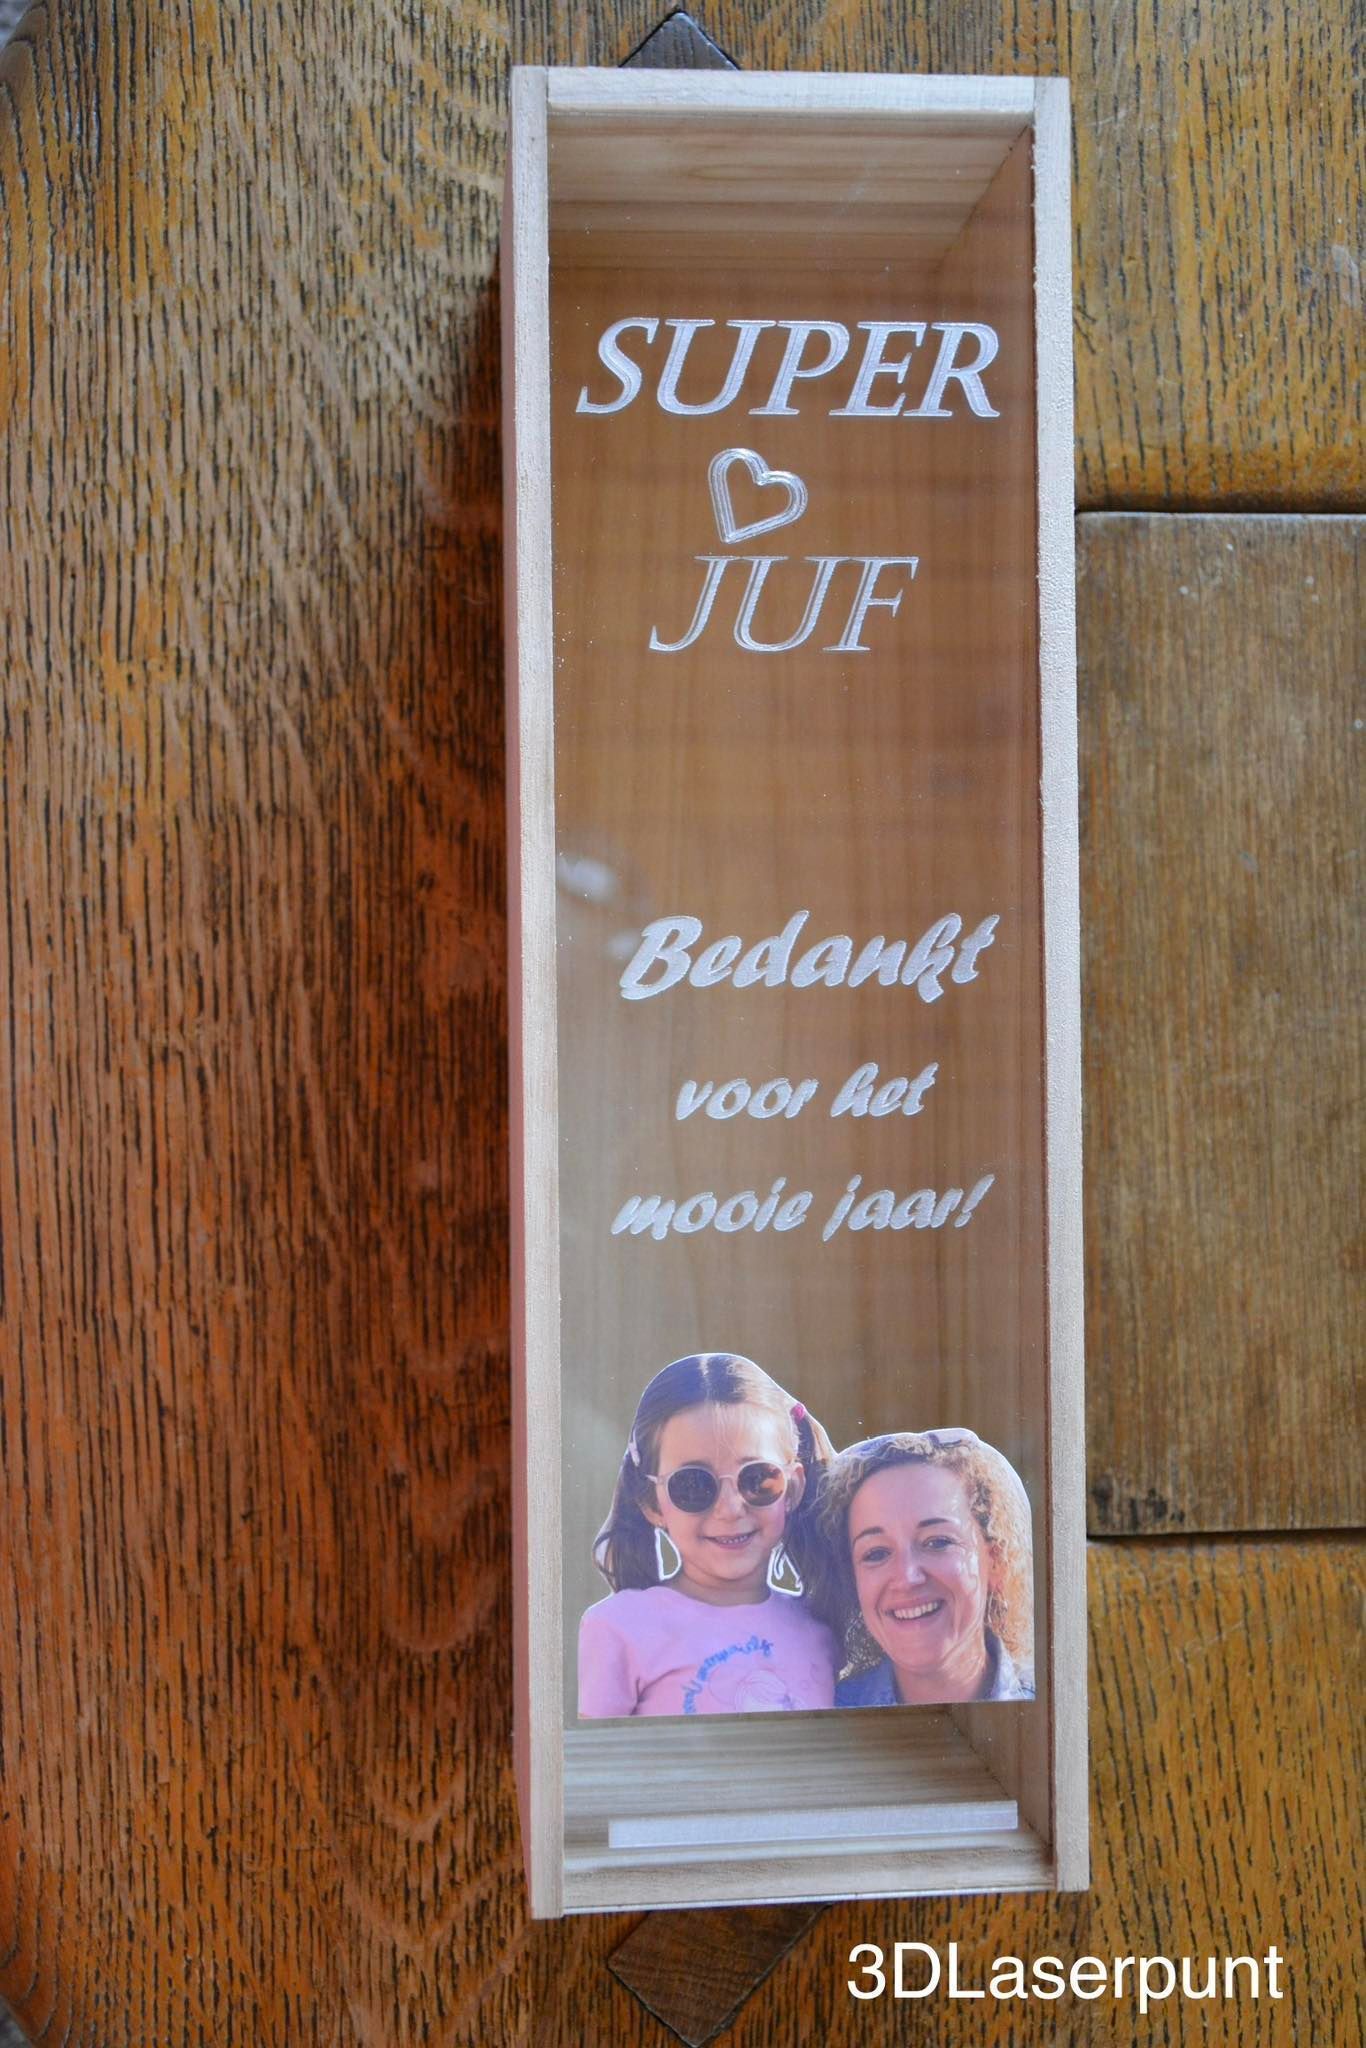 SUPER
JUF
Bedankt
voor het
mooie jaar!
3DLaserpunt